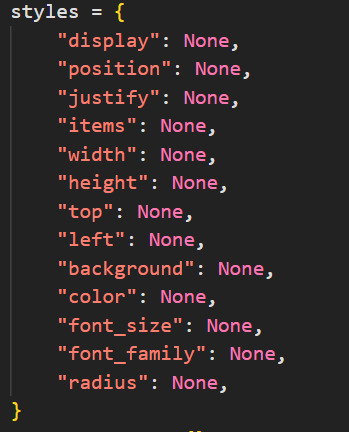 styles = {
    "display": None,
    "position": None,
    "justify": None,
    "items": None,
    "width": None,
    "height": None,
    "top": None,
    "left": None,
    "background": None,
    "color": None,
    "font_size": None,
    "font_family": None,
    "radius": None,
}